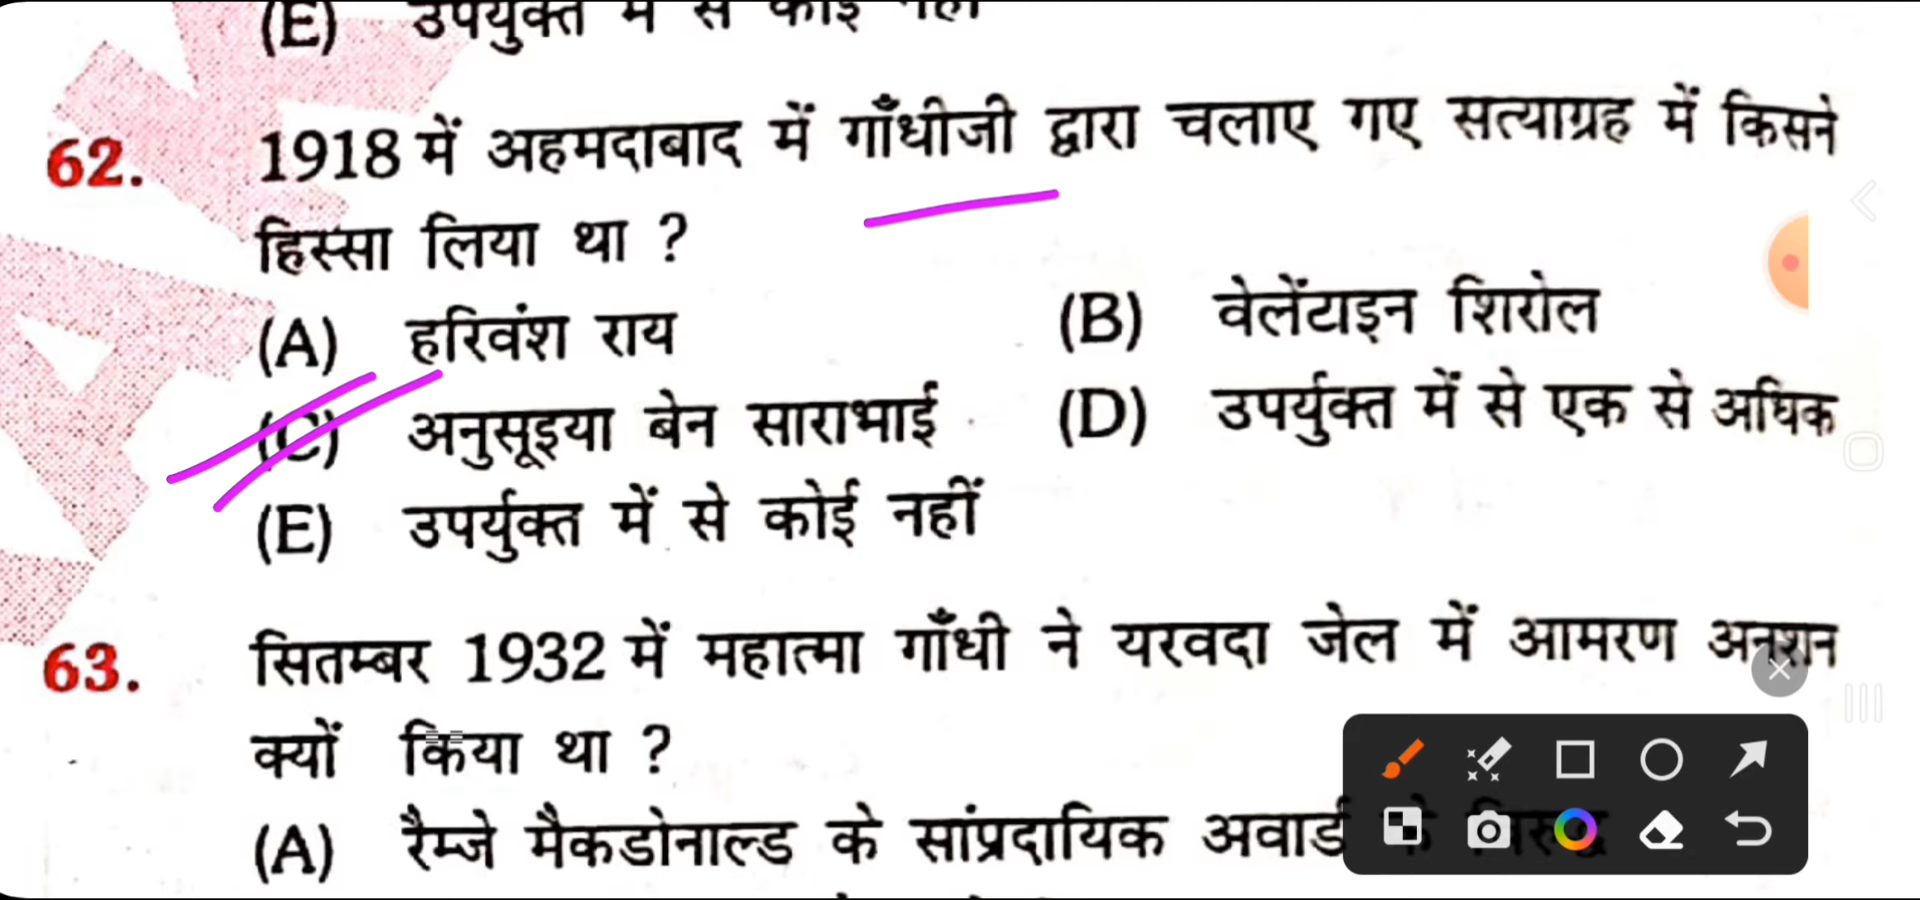 (E) उपर्युक्त में से कोई नहीं
62. 1918 में अहमदाबाद में गाँधीजी द्वारा चलाए गए सत्याग्रह में किसने
हिस्सा लिया था ?
(A) हरिवंश राय (B) वेलेंटाइन शिरोल
(C) अनुसूइया बेन साराभाई (D) उपर्युक्त में से एक से अधिक
(E) उपर्युक्त में से कोई नहीं
63. सितम्बर 1932 में महात्मा गाँधी ने यरवदा जेल में आमरण अनशन
क्यों किया था ?
(A) रैम्जे मैकडोनाल्ड के सांप्रदायिक अवार्ड के विरुद्ध